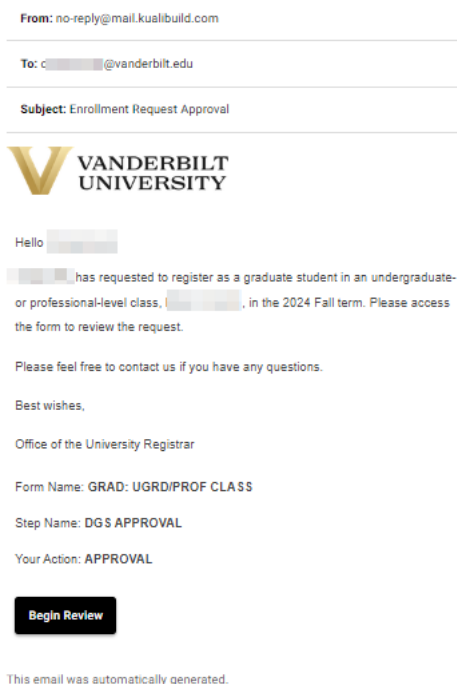 From: no-reply@mail.kualibuild.com
To: c @vanderbilt.edu
Subject: Enrollment Request Approval
VANDERBILT
UNIVERSITY
Hello
has requested to register as a graduate student in an undergraduate-
or professional-level class, , in the 2024 Fall term. Please access
the form to review the request.
Please feel free to contact us if you have any questions.
Best wishes,
Office of the University Registrar
Form Name: GRAD: UGRD/PROF CLASS
Step Name: DGS APPROVAL
Your Action: APPROVAL
Begin Review
This email was automatically generated.